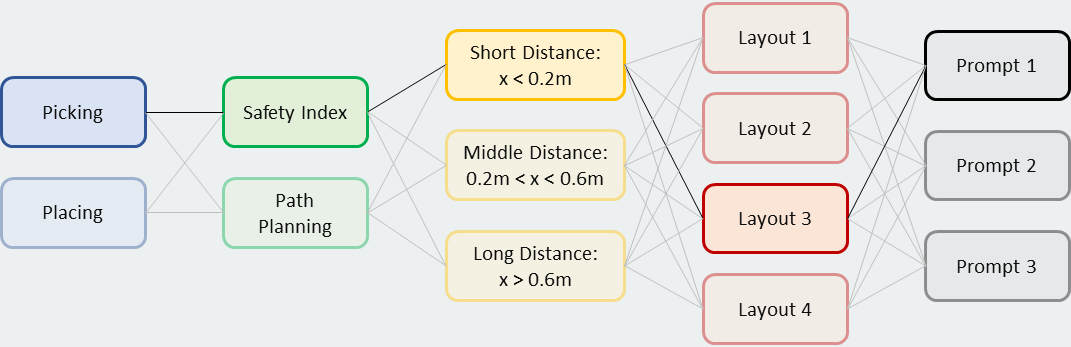 Picking
Placing
Safety Index
Path
Planning
Short Distance:
x < 0.2m
Middle Distance:
0.2m < x < 0.6m
Long Distance:
x > 0.6m
Layout 1
Layout 2
Layout 3
Layout 4
Prompt 1
Prompt 2
Prompt 3